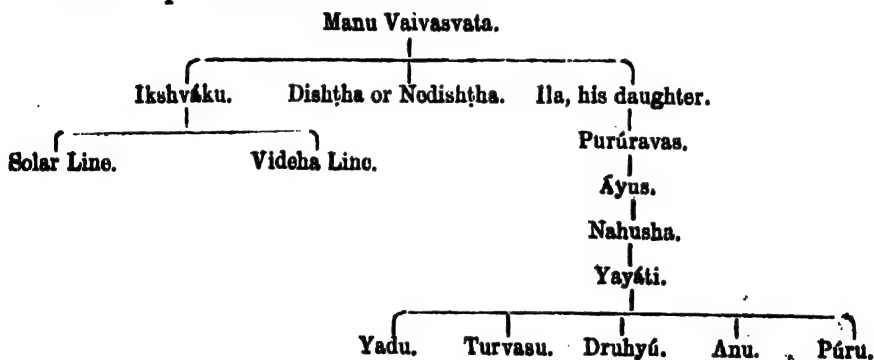 Manu Vaivasvata.
Ikshváku. Dishṭha or Nedishṭha. Ila, his daughter.
Solar Line. Videha Line. Purúravas.
Áyus.
Nahusha.
Yayáti.
Yadu. Turvasu. Druhyú. Anu. Púru.